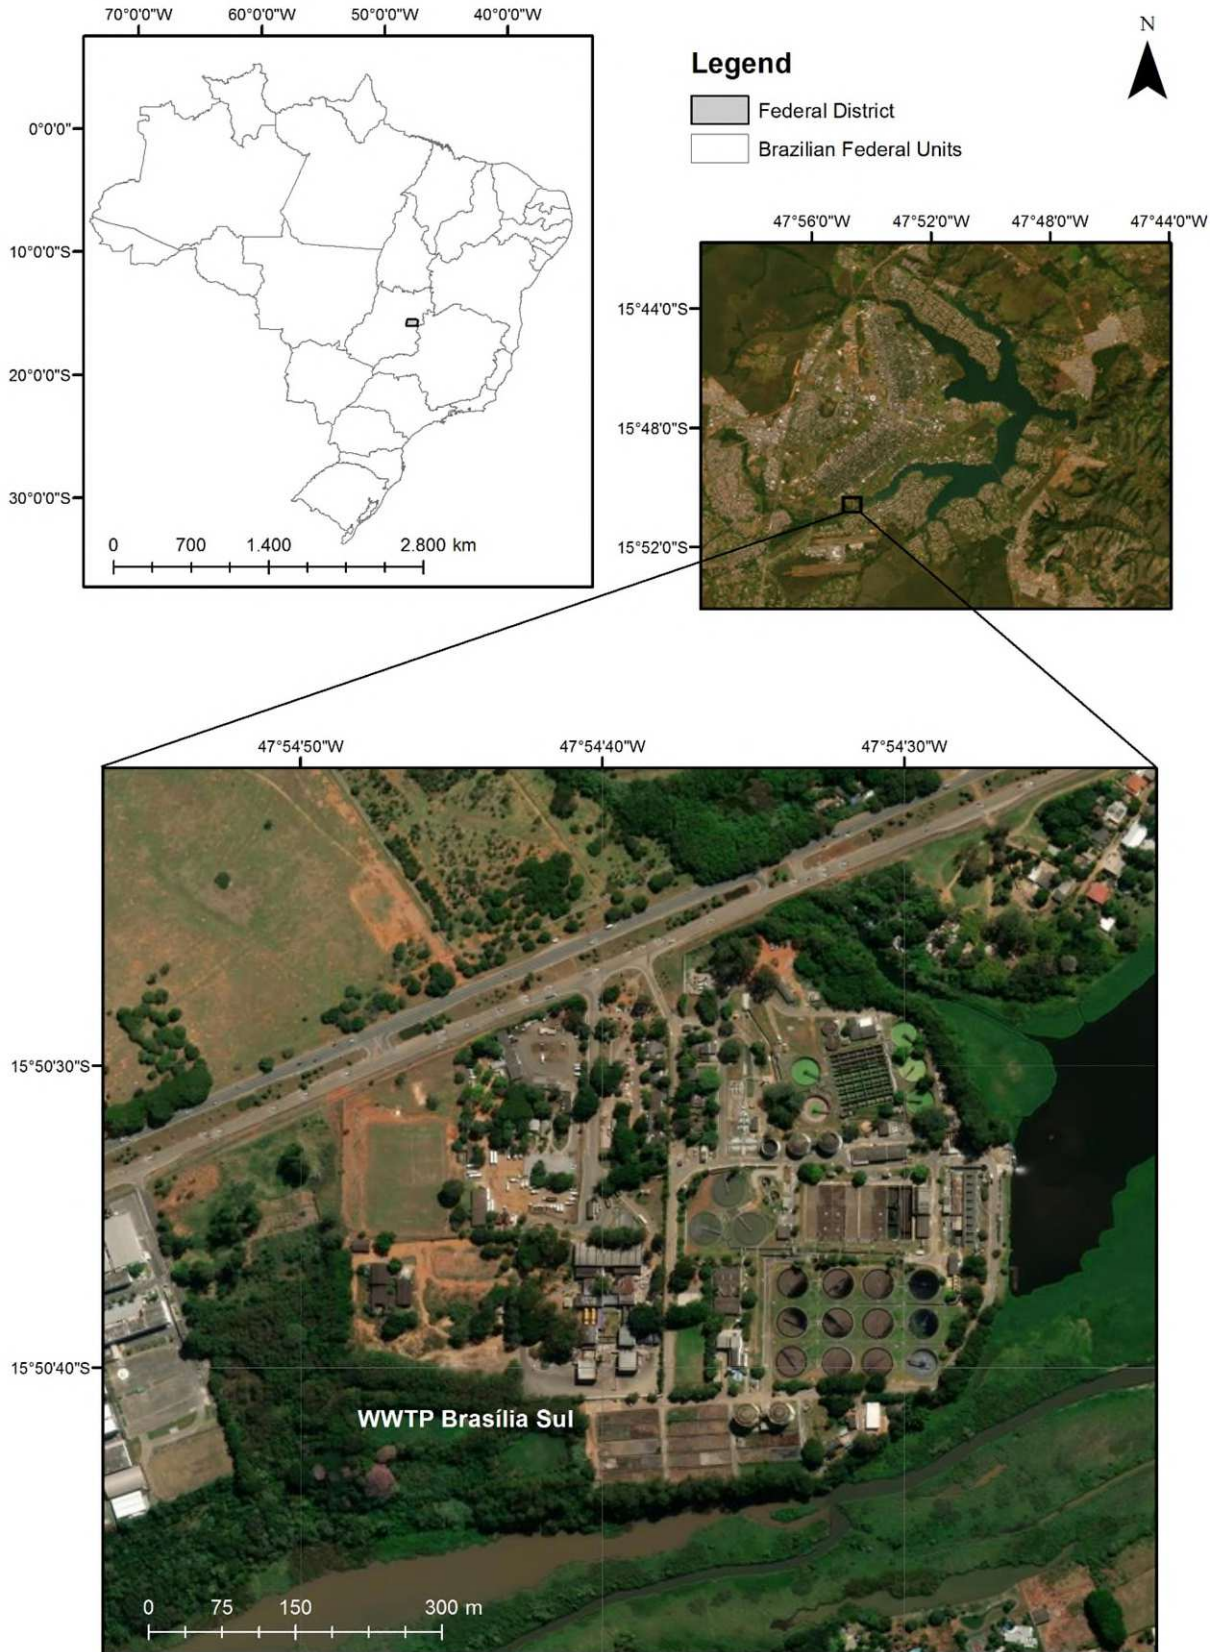 70°0'0"W 60°0'0"W 50°0'0"W 40°0'0"W
N
Legend
Federal District
Brazilian Federal Units
0°0'0"
10°0'0"S
20°0'0"S
30°0'0"S
0 700 1.400 2.800 km
47°56'0"W 47°52'0"W 47°48'0"W 47°44'0"W
15°44'0"S
15°48'0"S
15°52'0"S
47°54'50"W 47°54'40"W 47°54'30"W
15°50'30"S
15°50'40"S
WWTP Brasília Sul
0 75 150 300 m